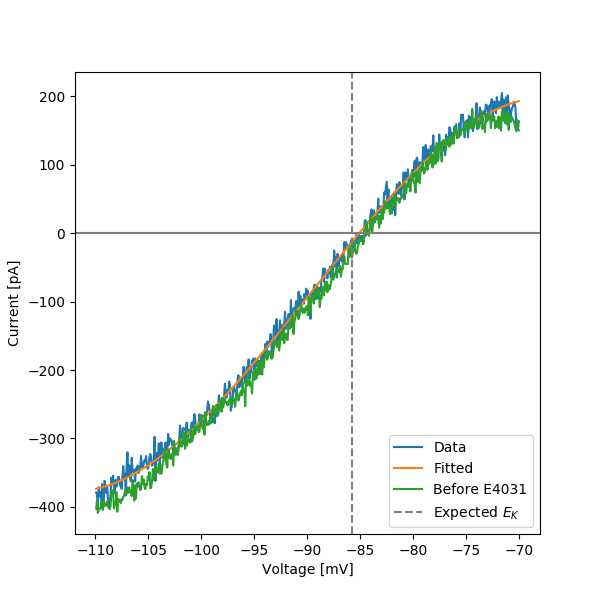 200
100
0
−100
−200
−300
−400
Current [pA]
−110 −105 −100 −95 −90 −85 −80 −75 −70
Voltage [mV]
Data
Fitted
Before E4031
Expected E_K